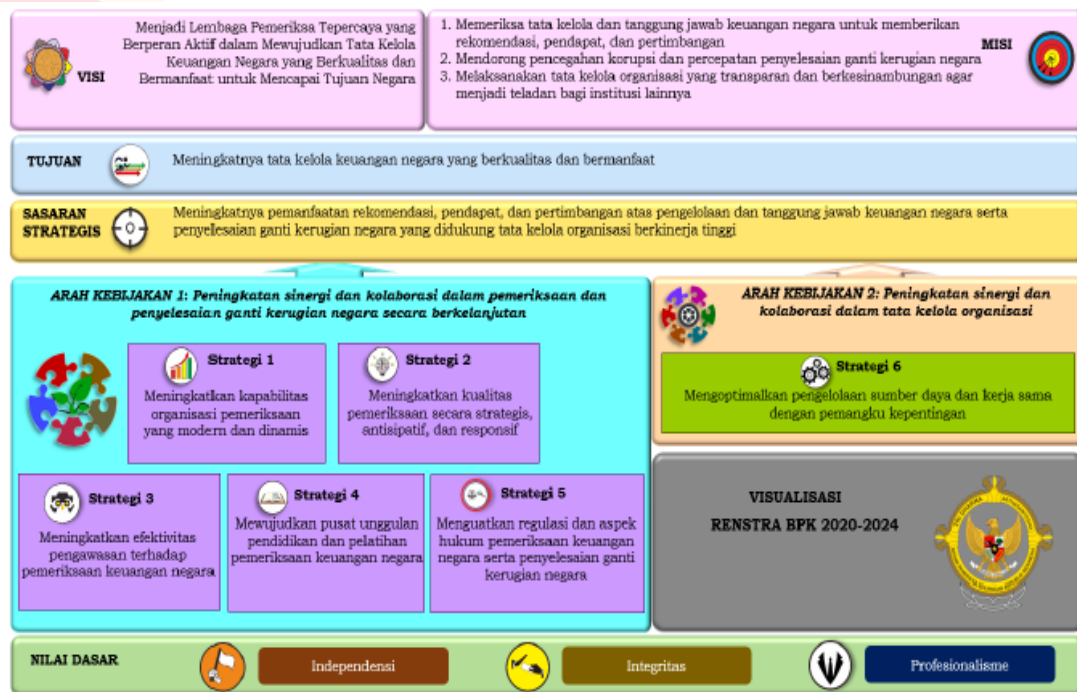 Menjadi Lembaga Pemeriksa Tepercaya yang
Berperan Aktif dalam Mewujudkan Tata Kelola
Keuangan Negara yang Berkualitas dan
Bermanfaat untuk Mencapai Tujuan Negara
VISI
1. Memeriksa tata kelola dan tanggung jawab keuangan negara untuk memberikan
rekomendasi, pendapat, dan pertimbangan
2. Mendorong pencegahan korupsi dan percepatan penyelesaian ganti kerugian negara
3. Melaksanakan tata kelola organisasi yang transparan dan berkesinambungan agar
menjadi teladan bagi institusi lainnya
MISI
TUJUAN
Meningkatnya tata kelola keuangan negara yang berkualitas dan bermanfaat
SASARAN
STRATEGIS
Meningkatnya pemanfaatan rekomendasi, pendapat, dan pertimbangan atas pengelolaan dan tanggung jawab keuangan negara serta
penyelesaian ganti kerugian negara yang didukung tata kelola organisasi berkinerja tinggi
ARAH KEBIJAKAN 1: Peningkatan sinergi dan kolaborasi dalam pemeriksaan dan
penyelesaian ganti kerugian negara secara berkelanjutan
Strategi 1
Meningkatkan kapabilitas
organisasi pemeriksaan
yang modern dan dinamis
Strategi 2
Meningkatkan kualitas
pemeriksaan secara strategis,
antisipatif, dan responsif
Strategi 3
Meningkatkan efektivitas
pengawasan terhadap
pemeriksaan keuangan negara
Strategi 4
Mewujudkan pusat unggulan
pendidikan dan pelatihan
pemeriksaan keuangan negara
Strategi 5
Menguatkan regulasi dan aspek
hukum pemeriksaan keuangan
negara serta penyelesaian ganti
kerugian negara
ARAH KEBIJAKAN 2: Peningkatan sinergi dan
kolaborasi dalam tata kelola organisasi
Strategi 6
Mengoptimalkan pengelolaan sumber daya dan kerja sama
dengan pemangku kepentingan
VISUALISASI
RENSTRA BPK 2020-2024
NILAI DASAR
Independensi
Integritas
Profesionalisme